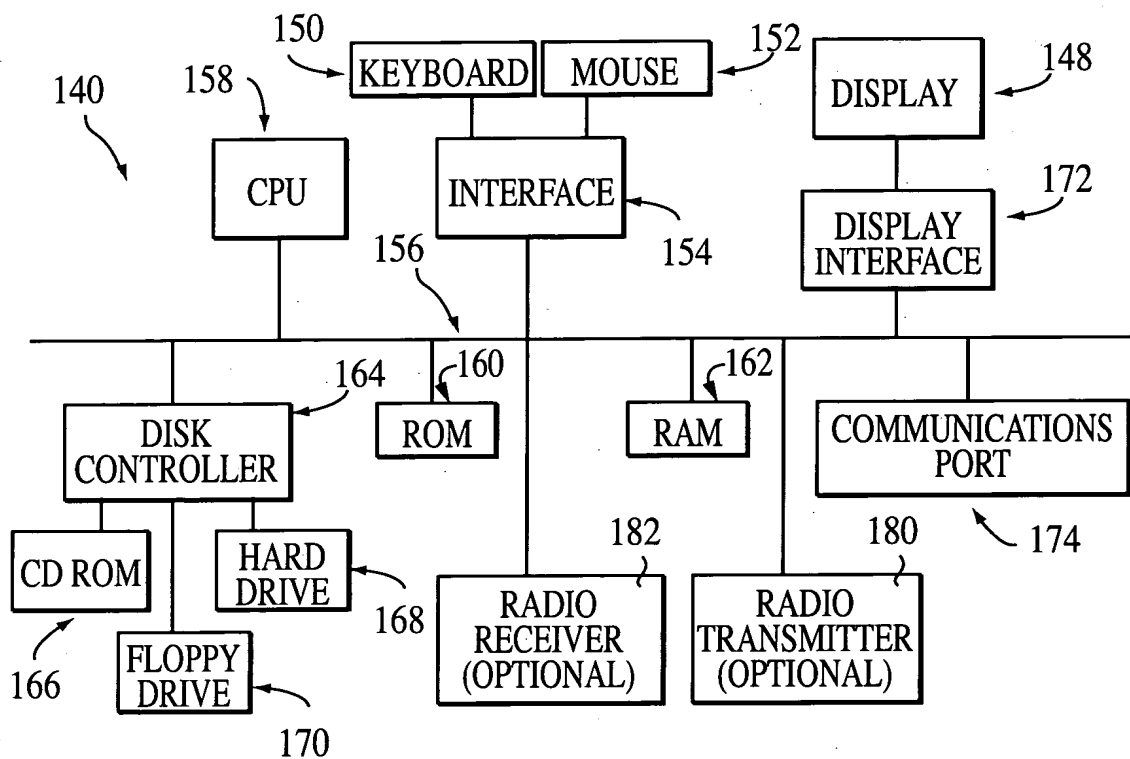 150
152
KEYBOARD
MOUSE
158
148
140
DISPLAY
CPU
INTERFACE
172
154
DISPLAY
INTERFACE
156
160
162
164
DISK
CONTROLLER
ROM
RAM
COMMUNICATIONS
PORT
182
180
174
CD ROM
HARD
DRIVE
168
RADIO
RECEIVER
(OPTIONAL)
RADIO
TRANSMITTER
(OPTIONAL)
166
FLOPPY
DRIVE
170